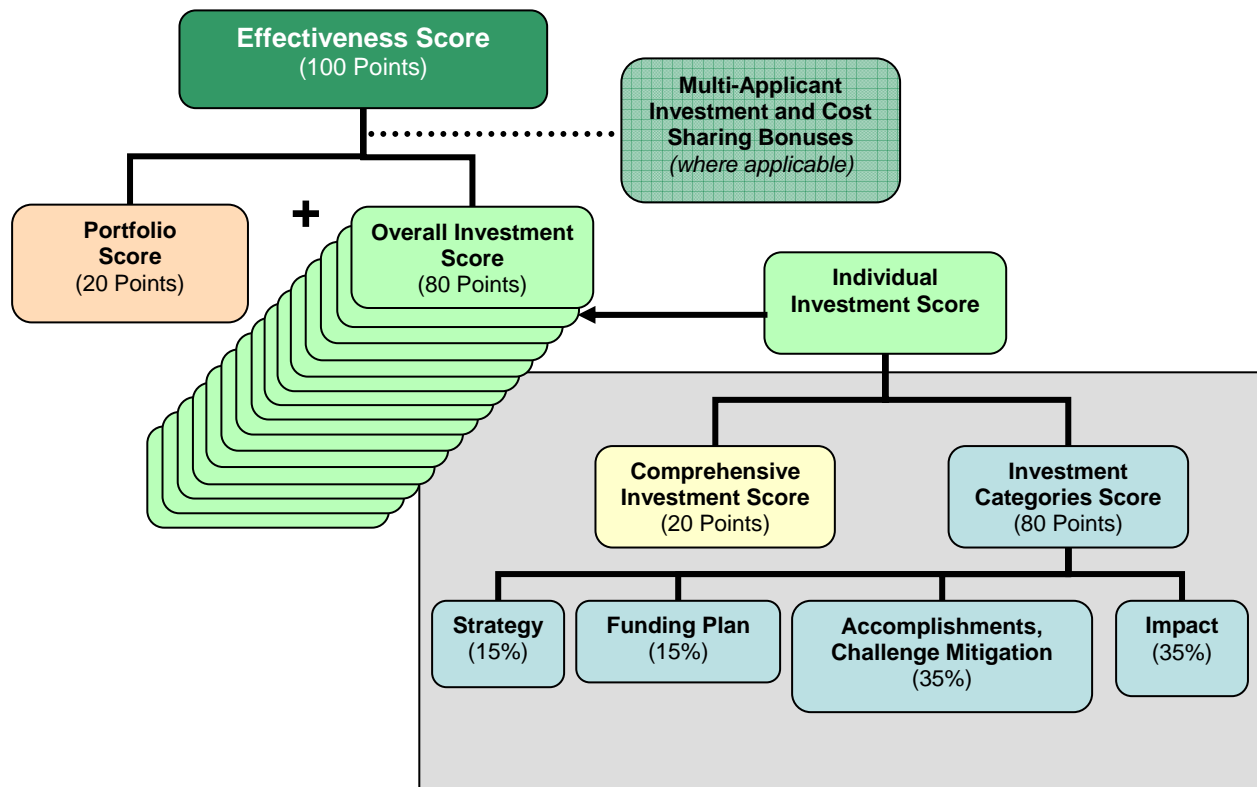 Effectiveness Score
(100 Points)
Multi-Applicant
Investment and Cost
Sharing Bonuses
(where applicable)
Portfolio
Score
(20 Points)
+
Overall Investment
Score
(80 Points)
Individual
Investment Score
Comprehensive
Investment Score
(20 Points)
Investment
Categories Score
(80 Points)
Strategy
(15%)
Funding Plan
(15%)
Accomplishments,
Challenge Mitigation
(35%)
Impact
(35%)